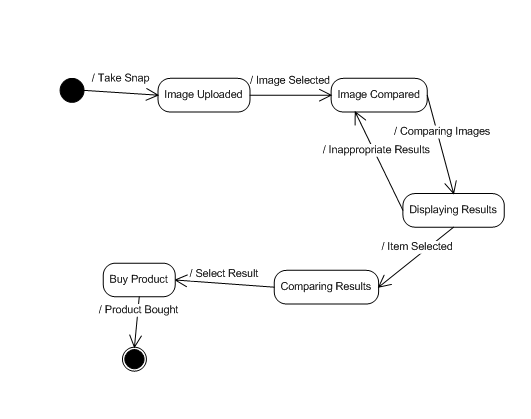 / Take Snap
Image Uploaded
/ Image Selected
Image Compared
/ Comparing Images
/ Inappropriate Results
Displaying Results
/ Item Selected
Comparing Results
/ Select Result
Buy Product
/ Product Bought